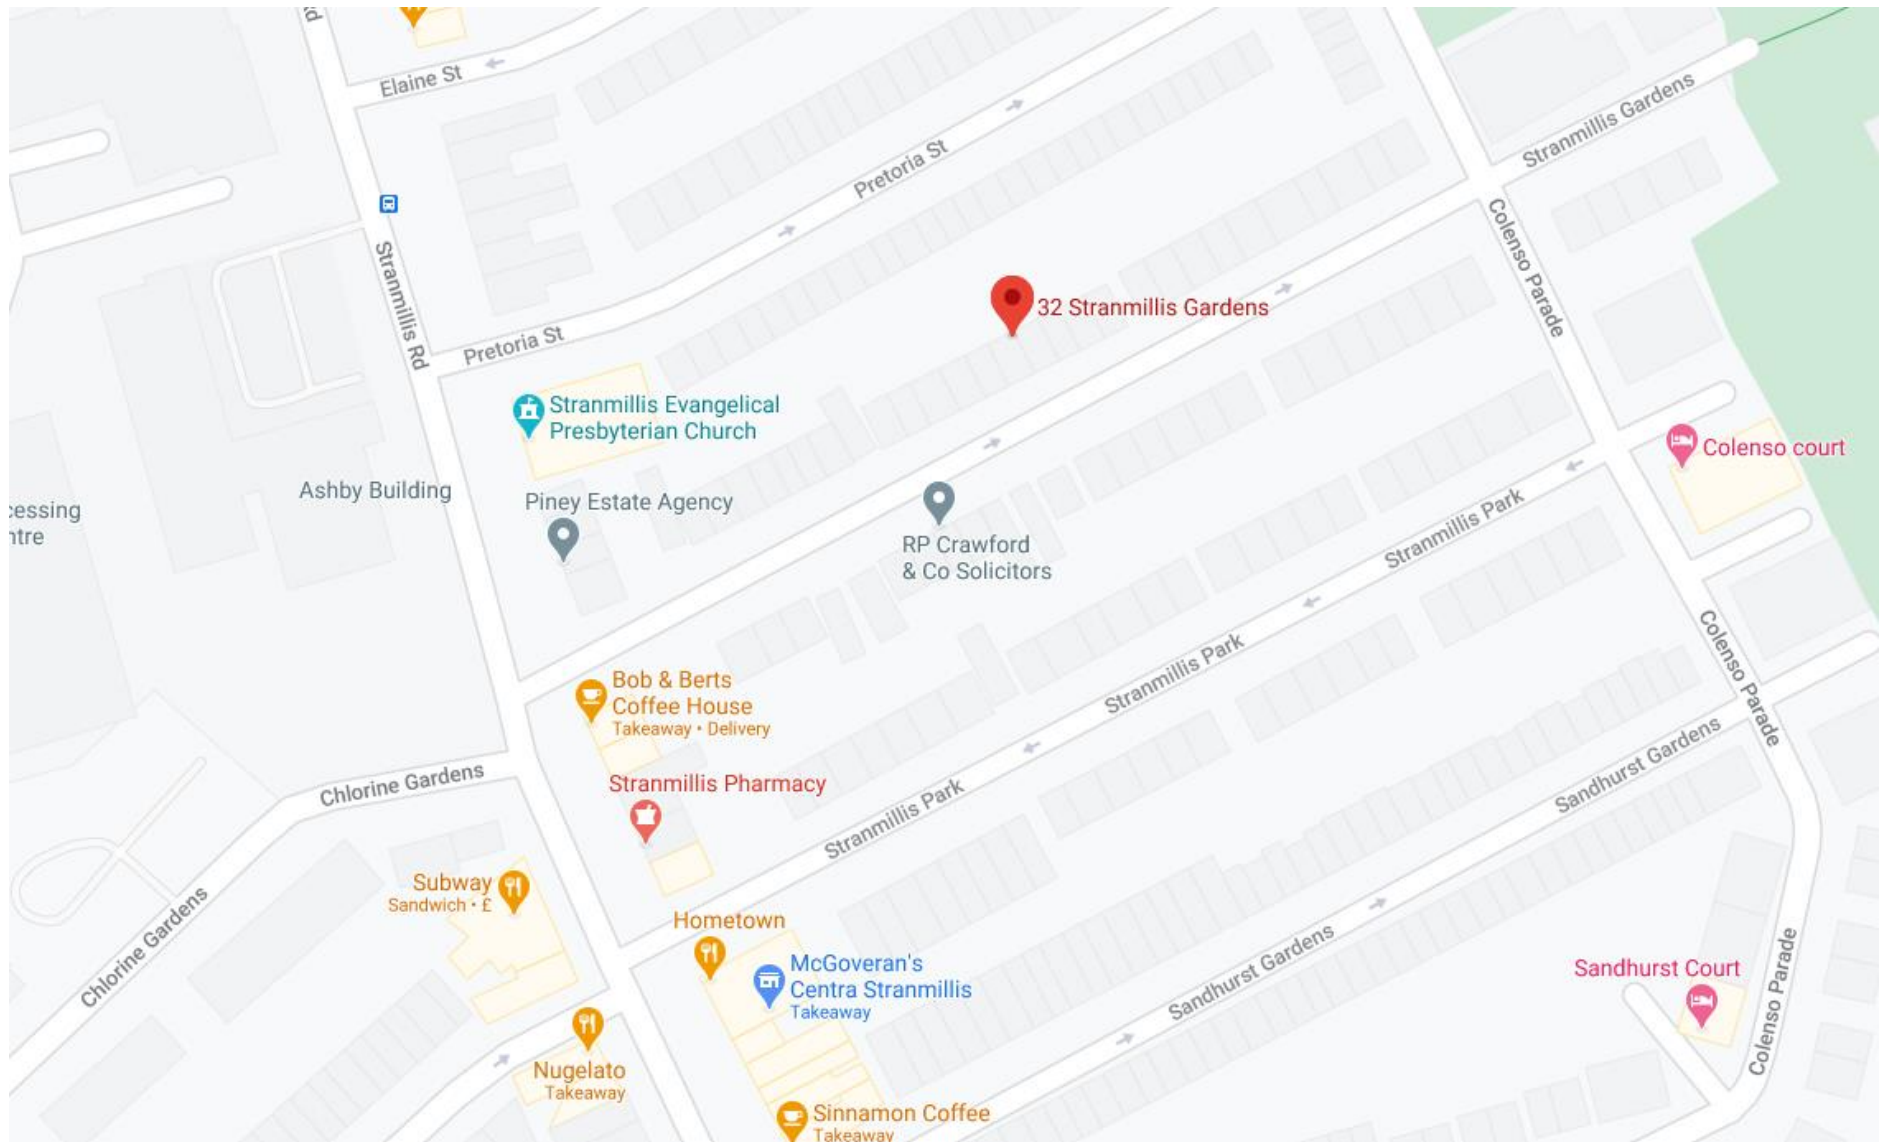 Rd
Elaine St
Stranmillis Gardens
Pretoria St
Colenso Parade
Stranmillis Rd
32 Stranmillis Gardens
Pretoria St
Stranmillis Evangelical
Presbyterian Church
Colenso court
Ashby Building
Piney Estate Agency
cessing
ntre
RP Crawford
& Co Solicitors
Stranmillis Park
Stranmillis Park
Colenso Parade
Bob & Berts
Coffee House
Takeaway • Delivery
Chlorine Gardens
Stranmillis Pharmacy
Stranmillis Park
Sandhurst Gardens
Subway
Sandwich • £
Chlorine Gardens
Hometown
McGoveran's
Centra Stranmillis
Takeaway
Sandhurst Gardens
Sandhurst Court
Colenso Parade
Nugelato
Takeaway
Sinnamon Coffee
Takeaway